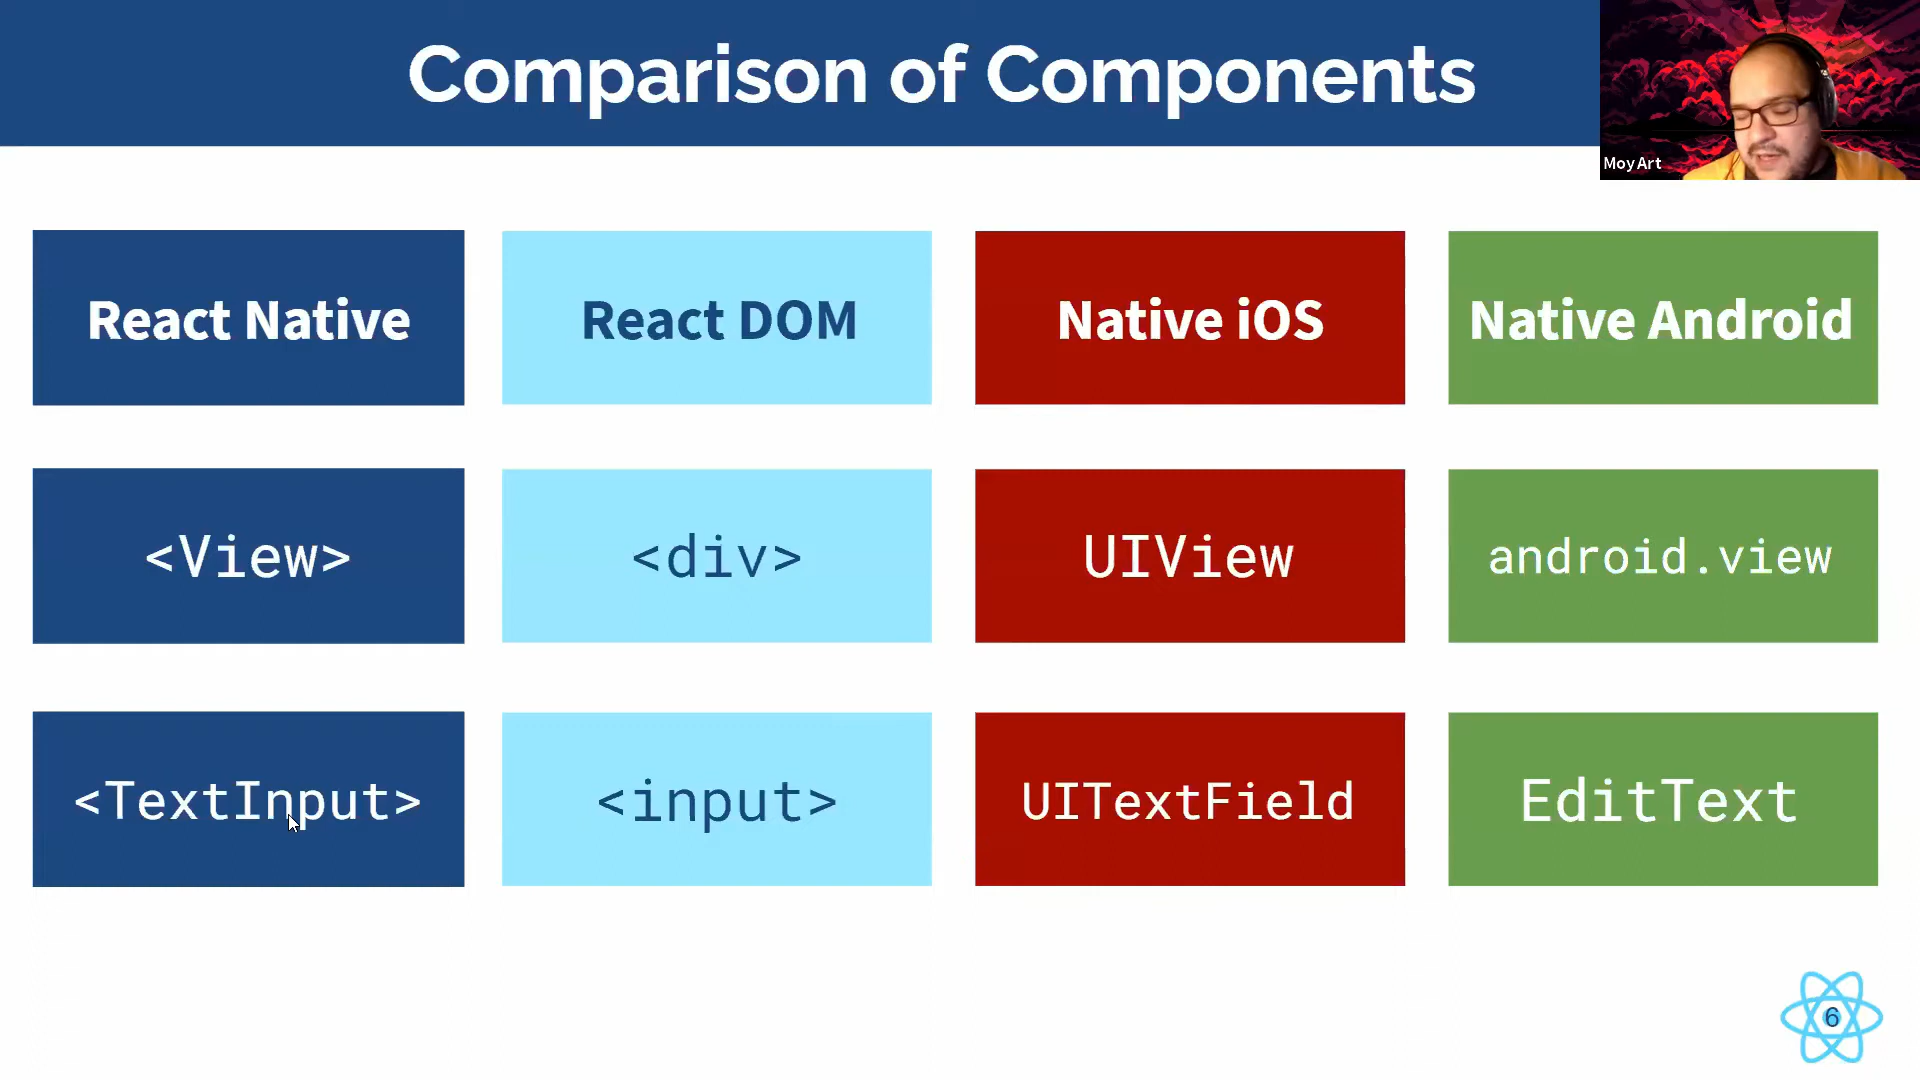 Comparison of Components
Moy Art
React Native
React DOM
Native iOS
Native Android
<View>
<div>
UIView
android.view
<TextInput>
<input>
UITextField
EditText
6